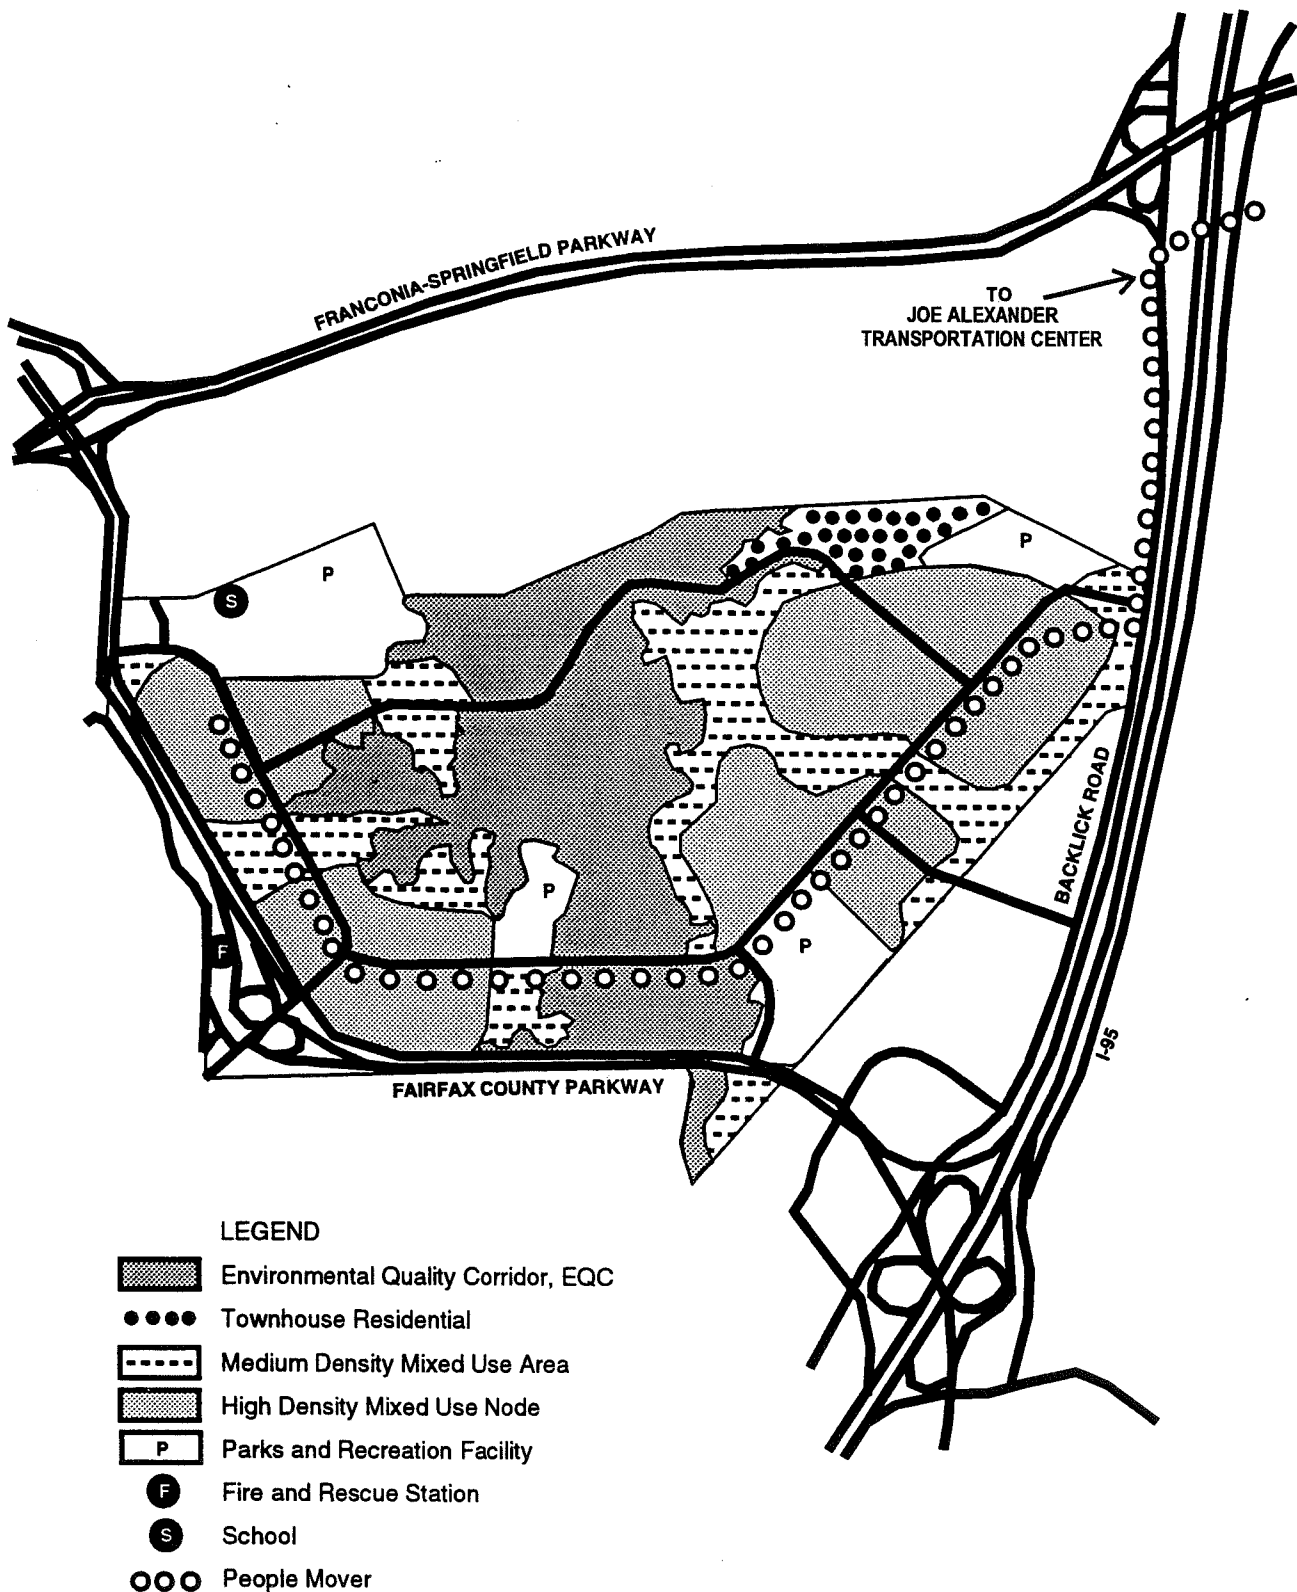 FRANCONIA-SPRINGFIELD PARKWAY
TO
JOE ALEXANDER
TRANSPORTATION CENTER
P
P
S
BACKLICK ROAD
P
P
F
I-95
FAIRFAX COUNTY PARKWAY
LEGEND
Environmental Quality Corridor, EQC
Townhouse Residential
Medium Density Mixed Use Area
High Density Mixed Use Node
P Parks and Recreation Facility
F Fire and Rescue Station
S School
People Mover